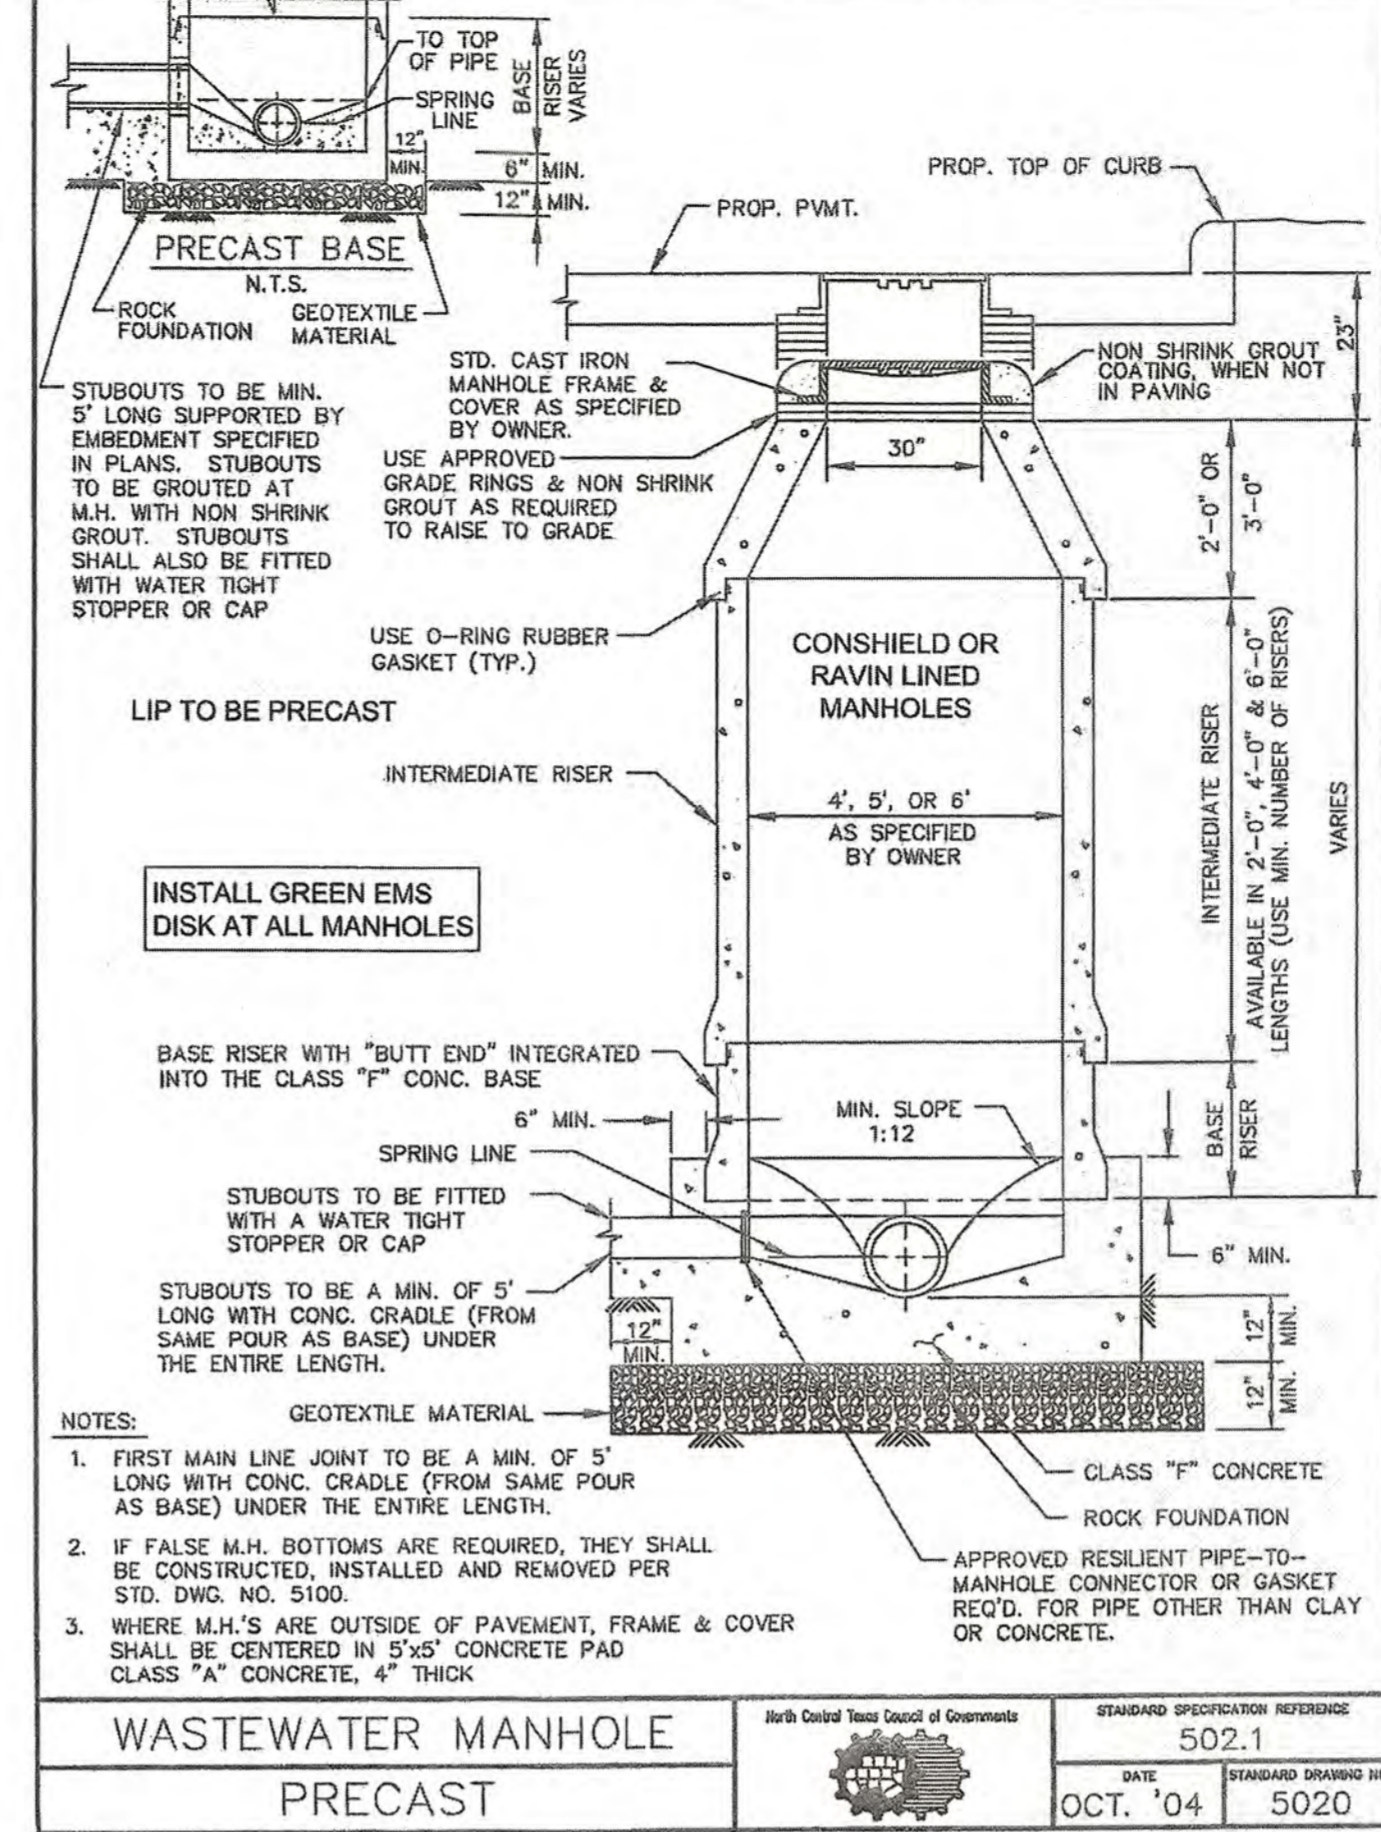 TO TOP
OF PIPE
SPRING
LINE
BASE
RISER
VARIES
12"
MIN.
6" MIN.
12" MIN.
PRECAST BASE
N.T.S.
ROCK
FOUNDATION
GEOTEXTILE
MATERIAL
STUBOUTS TO BE MIN.
5' LONG SUPPORTED BY
EMBEDMENT SPECIFIED
IN PLANS. STUBOUTS
TO BE GROUTED AT
M.H. WITH NON SHRINK
GROUT. STUBOUTS
SHALL ALSO BE FITTED
WITH WATER TIGHT
STOPPER OR CAP
PROP. TOP OF CURB
PROP. PVMT.
STD. CAST IRON
MANHOLE FRAME &
COVER AS SPECIFIED
BY OWNER.
NON SHRINK GROUT
COATING, WHEN NOT
IN PAVING
23"
USE APPROVED
GRADE RINGS & NON SHRINK
GROUT AS REQUIRED
TO RAISE TO GRADE
30"
2'-0" OR
3'-0"
USE O-RING RUBBER
GASKET (TYP.)
CONSHIELD OR
RAVIN LINED
MANHOLES
LIP TO BE PRECAST
INTERMEDIATE RISER
4', 5', OR 6'
AS SPECIFIED
BY OWNER
INTERMEDIATE RISER
AVAILABLE IN 2'-0", 4'-0" & 6'-0"
LENGTHS (USE MIN. NUMBER OF RISERS)
VARIES
INSTALL GREEN EMS
DISK AT ALL MANHOLES
BASE RISER WITH "BUTT END" INTEGRATED
INTO THE CLASS "F" CONC. BASE
6" MIN.
MIN. SLOPE
1:12
BASE
RISER
SPRING LINE
STUBOUTS TO BE FITTED
WITH A WATER TIGHT
STOPPER OR CAP
6" MIN.
STUBOUTS TO BE A MIN. OF 5'
LONG WITH CONC. CRADLE (FROM
SAME POUR AS BASE) UNDER
THE ENTIRE LENGTH.
12"
MIN.
12"
MIN.
12"
MIN.
GEOTEXTILE MATERIAL
CLASS "F" CONCRETE
ROCK FOUNDATION
APPROVED RESILIENT PIPE-TO-
MANHOLE CONNECTOR OR GASKET
REQ'D. FOR PIPE OTHER THAN CLAY
OR CONCRETE.
NOTES:
1. FIRST MAIN LINE JOINT TO BE A MIN. OF 5'
LONG WITH CONC. CRADLE (FROM SAME POUR
AS BASE) UNDER THE ENTIRE LENGTH.
2. IF FALSE M.H. BOTTOMS ARE REQUIRED, THEY SHALL
BE CONSTRUCTED, INSTALLED AND REMOVED PER
STD. DWG. NO. 5100.
3. WHERE M.H.'S ARE OUTSIDE OF PAVEMENT, FRAME & COVER
SHALL BE CENTERED IN 5'x5' CONCRETE PAD
CLASS "A" CONCRETE, 4" THICK
WASTEWATER MANHOLE
PRECAST
North Central Texas Council of Governments
STANDARD SPECIFICATION REFERENCE
502.1
DATE
OCT. '04
STANDARD DRAWING
5020